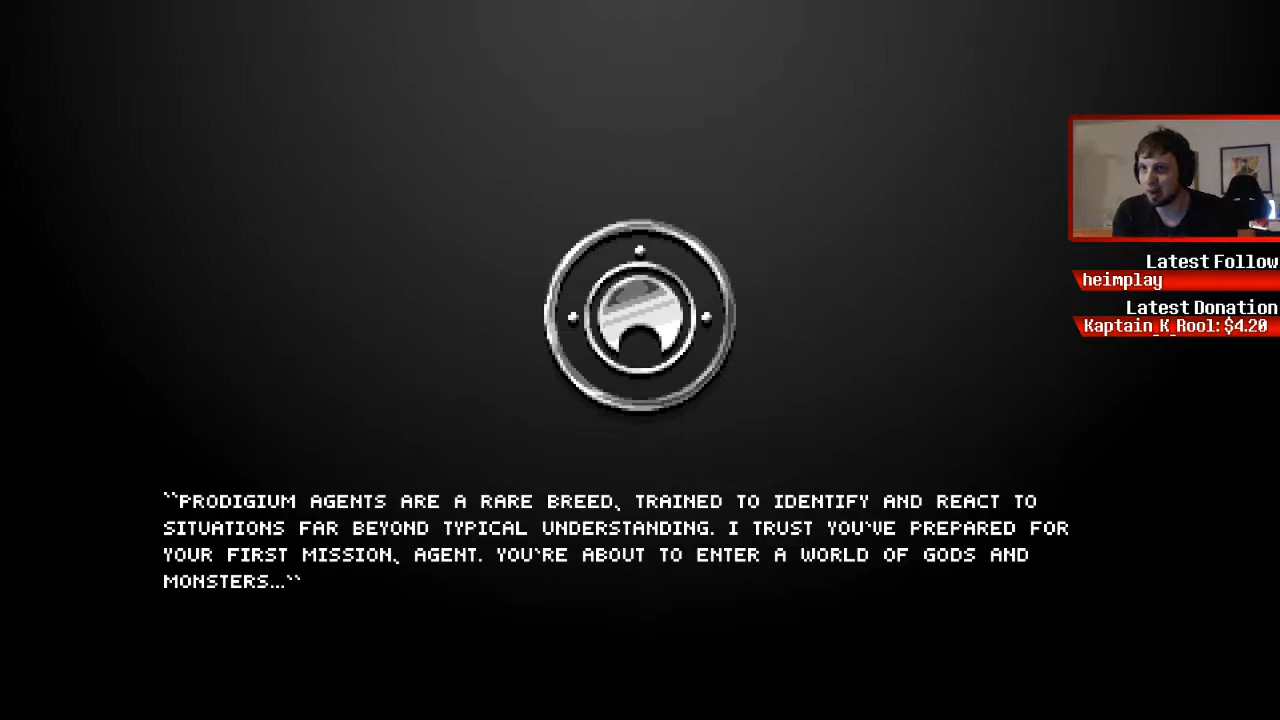 Latest Follow
heimplay
Latest Donation
Kaptain_K_Rool: $4.20
``PRODIGIUM AGENTS ARE A RARE BREED, TRAINED TO IDENTIFY AND REACT TO
SITUATIONS FAR BEYOND TYPICAL UNDERSTANDING. I TRUST YOU`VE PREPARED FOR
YOUR FIRST MISSION, AGENT. YOU`RE ABOUT TO ENTER A WORLD OF GODS AND
MONSTERS...``